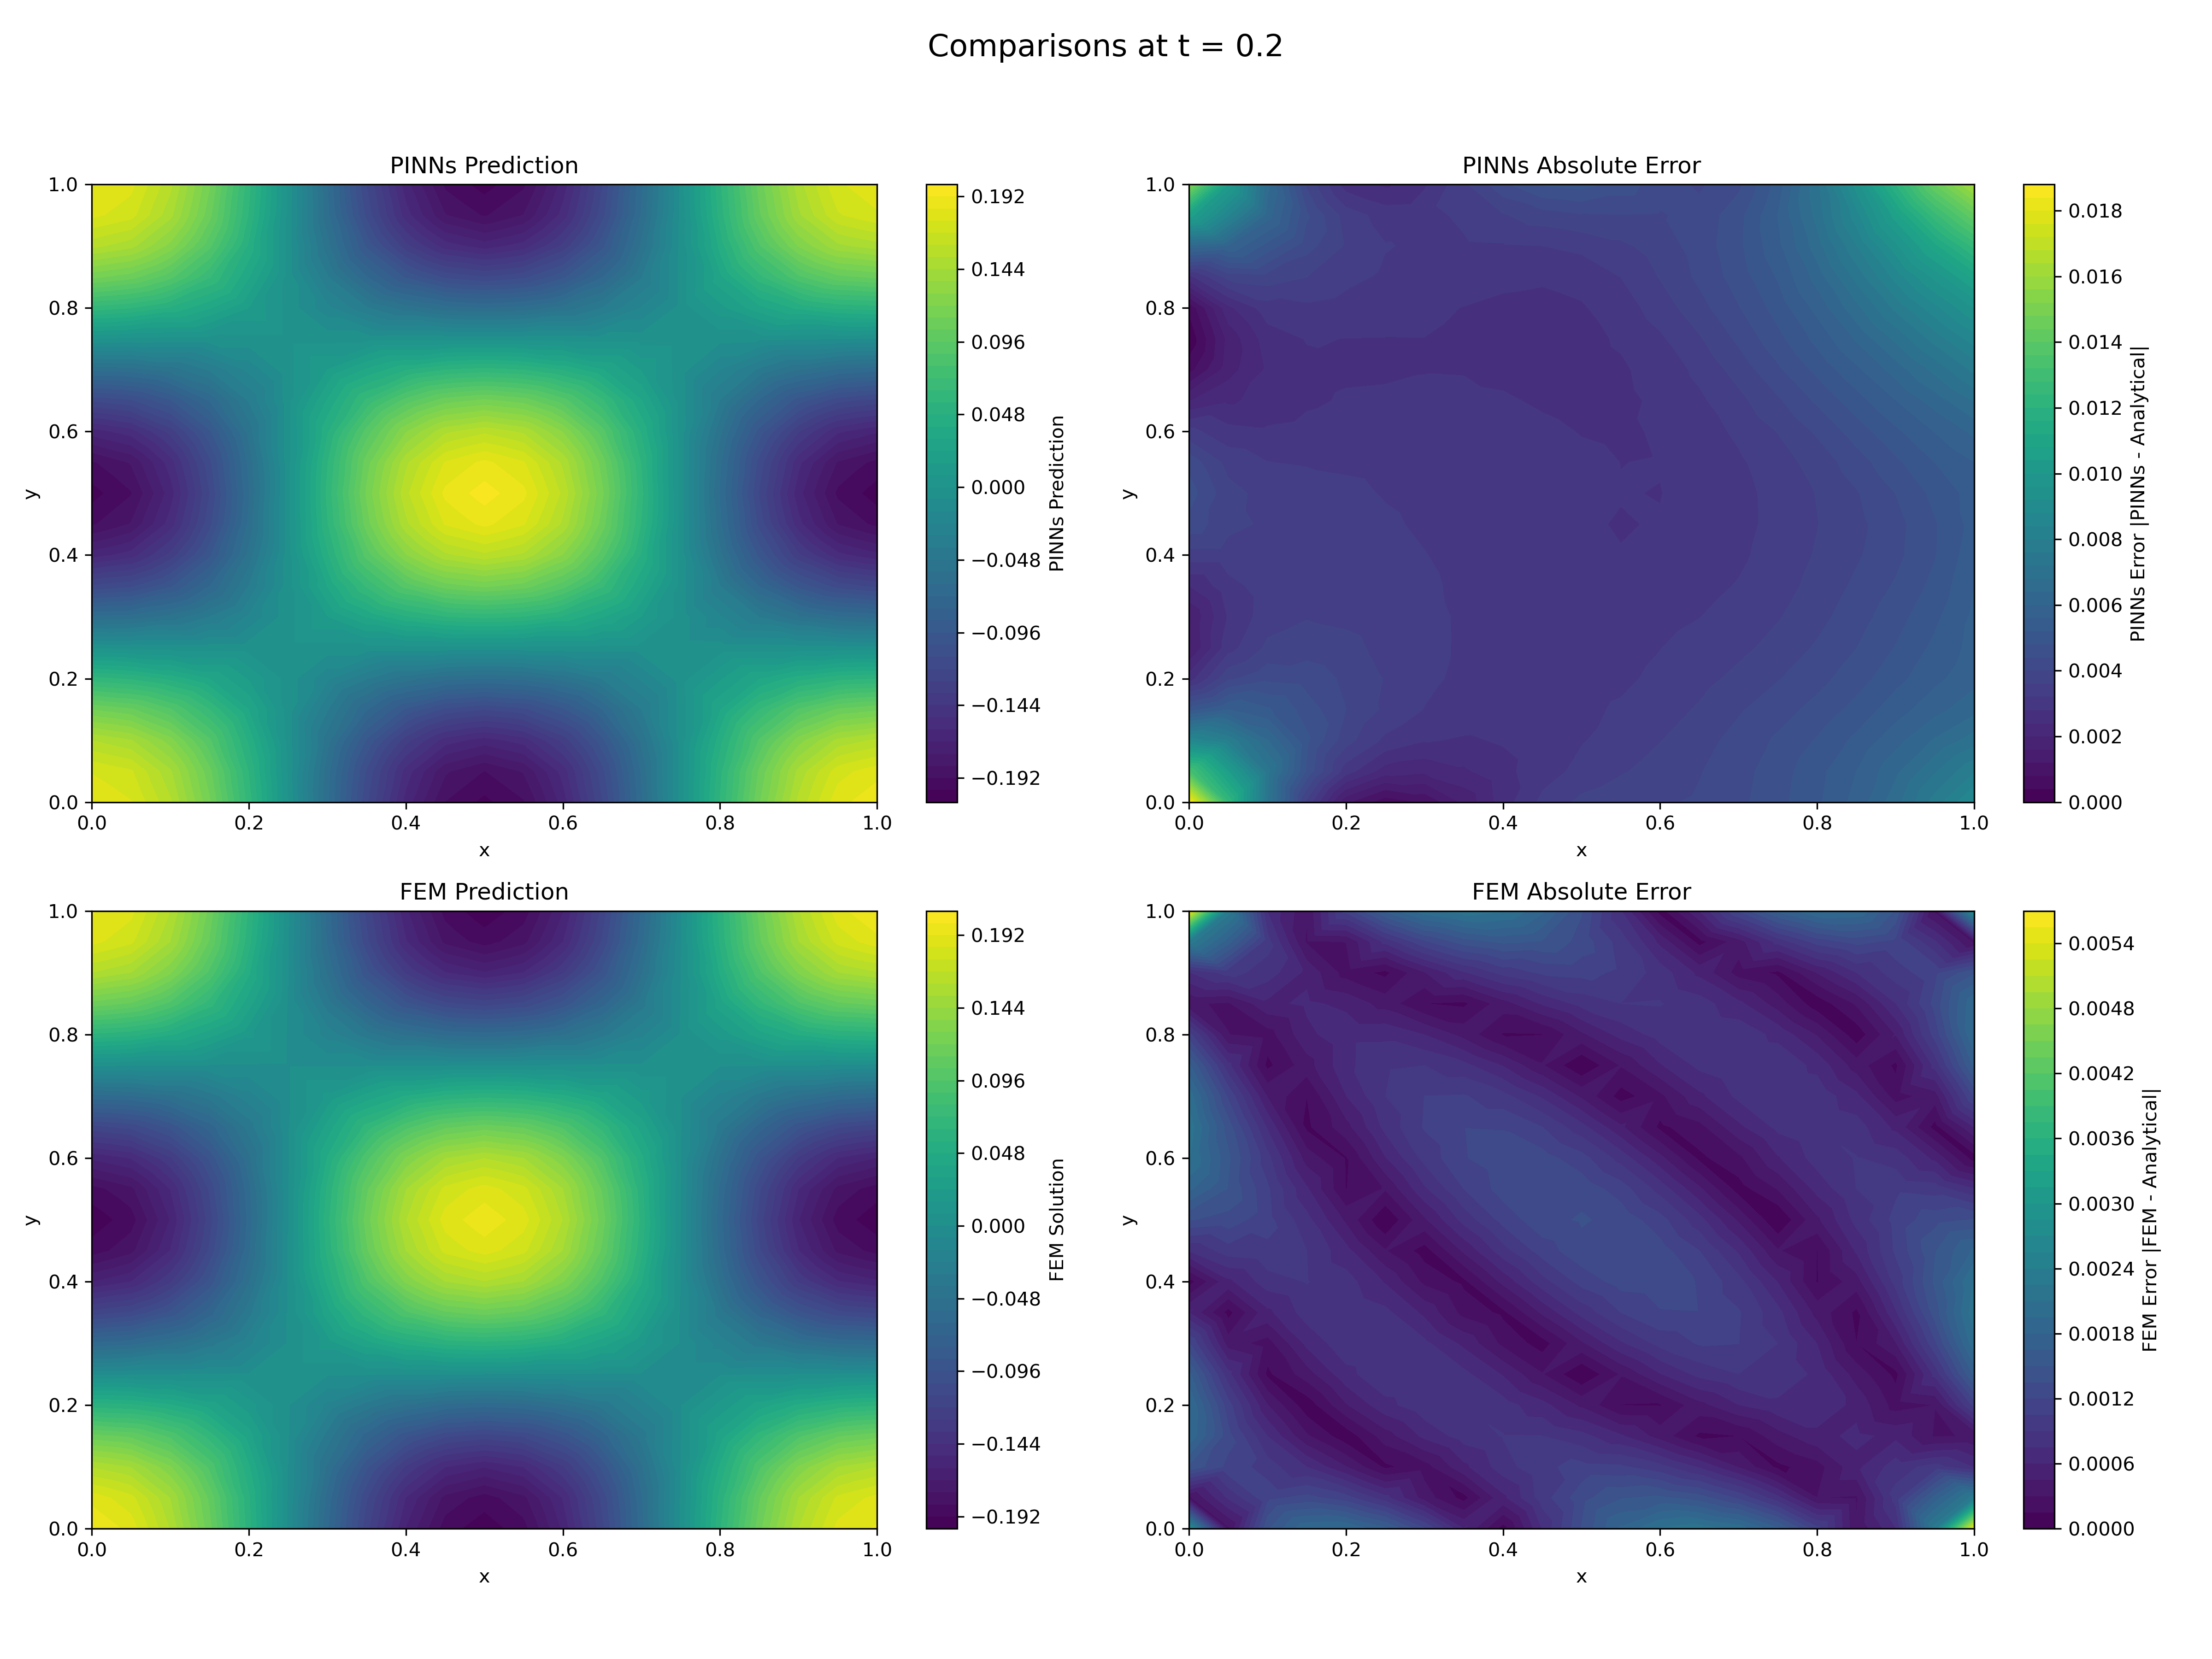 Comparisons at t = 0.2
PINNs Prediction
1.0
0.8
0.6
0.4
0.2
0.0
y
0.0 0.2 0.4 0.6 0.8 1.0
x
0.192
0.144
0.096
0.048
0.000
−0.048
−0.096
−0.144
−0.192
PINNs Prediction
PINNs Absolute Error
1.0
0.8
0.6
0.4
0.2
0.0
y
0.0 0.2 0.4 0.6 0.8 1.0
x
0.018
0.016
0.014
0.012
0.010
0.008
0.006
0.004
0.002
0.000
PINNs Error |PINNs - Analytical|
FEM Prediction
1.0
0.8
0.6
0.4
0.2
0.0
y
0.0 0.2 0.4 0.6 0.8 1.0
x
0.192
0.144
0.096
0.048
0.000
−0.048
−0.096
−0.144
−0.192
FEM Solution
FEM Absolute Error
1.0
0.8
0.6
0.4
0.2
0.0
y
0.0 0.2 0.4 0.6 0.8 1.0
x
0.0054
0.0048
0.0042
0.0036
0.0030
0.0024
0.0018
0.0012
0.0006
0.0000
FEM Error |FEM - Analytical|